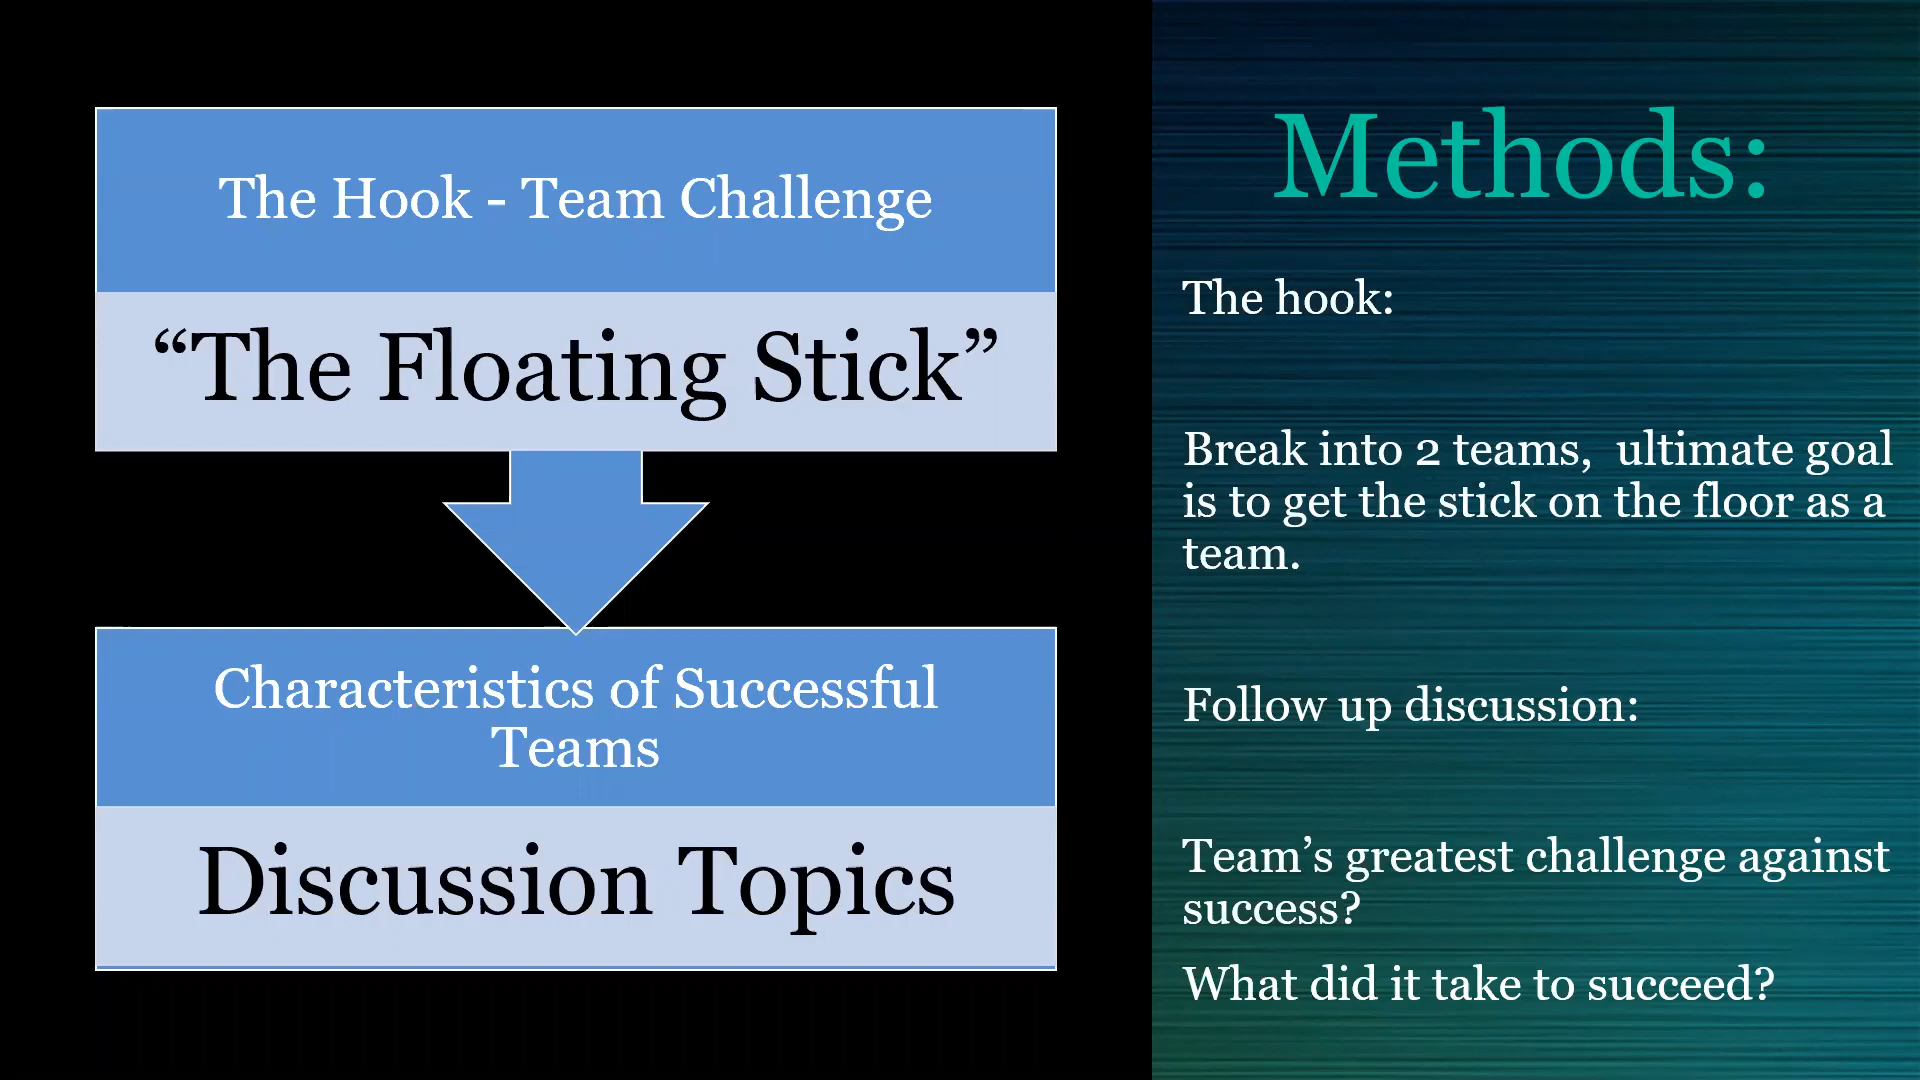 The Hook - Team Challenge
“The Floating Stick”
Characteristics of Successful
Teams
Discussion Topics
Methods:
The hook:
Break into 2 teams,  ultimate goal
is to get the stick on the floor as a
team.
Follow up discussion:
Team’s greatest challenge against
success?
What did it take to succeed?